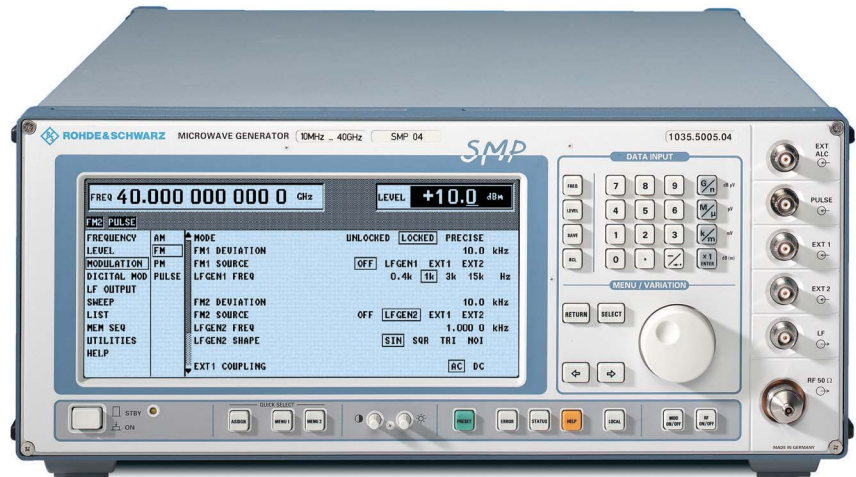 ROHDE&SCHWARZ MICROWAVE GENERATOR 10MHz _ 40GHz SMP 04
SMP
1035.5005.04
FREQ 40.000 000 000 0 GHz LEVEL +10.0 dBm
FM2 PULSE
FREQUENCY AM MODE UNLOCKED LOCKED PRECISE
LEVEL FM FM1 DEVIATION 10.0 kHz
MODULATION PM FM1 SOURCE OFF LFGEN1 EXT1 EXT2
DIGITAL MOD PULSE LFGEN1 FREQ 0.4k 1k 3k 15k Hz
LF OUTPUT
SWEEP FM2 DEVIATION 10.0 kHz
LIST FM2 SOURCE OFF LFGEN2 EXT1 EXT2
MEM SEQ LFGEN2 FREQ 1.000 0 kHz
UTILITIES LFGEN2 SHAPE SIN SQR TRI NOI
HELP
EXT1 COUPLING AC DC
DATA INPUT
FREQ 7 8 9 G/n dB µV
LEVEL 4 5 6 M/µ µV
SAVE 1 2 3 k/m mV
RCL 0 . -/← x1 ENTER dB(m)
MENU / VARIATION
RETURN SELECT
EXT ALC
PULSE
EXT 1
EXT 2
LF
RF 50 Ω
MADE IN GERMANY
STBY
ON
QUICK SELECT
ASSIGN MENU 1 MENU 2
PRESET ERROR STATUS HELP LOCAL MOD ON/OFF RF ON/OFF